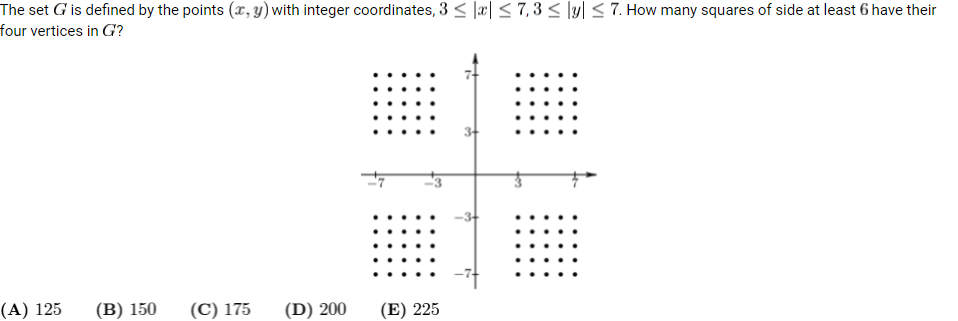 The set G is defined by the points (x, y) with integer coordinates, 3 ≤ |x| ≤ 7, 3 ≤ |y| ≤ 7. How many squares of side at least 6 have their
four vertices in G?
7
3
−7 −3 3 7
−3
−7
(A) 125 (B) 150 (C) 175 (D) 200 (E) 225